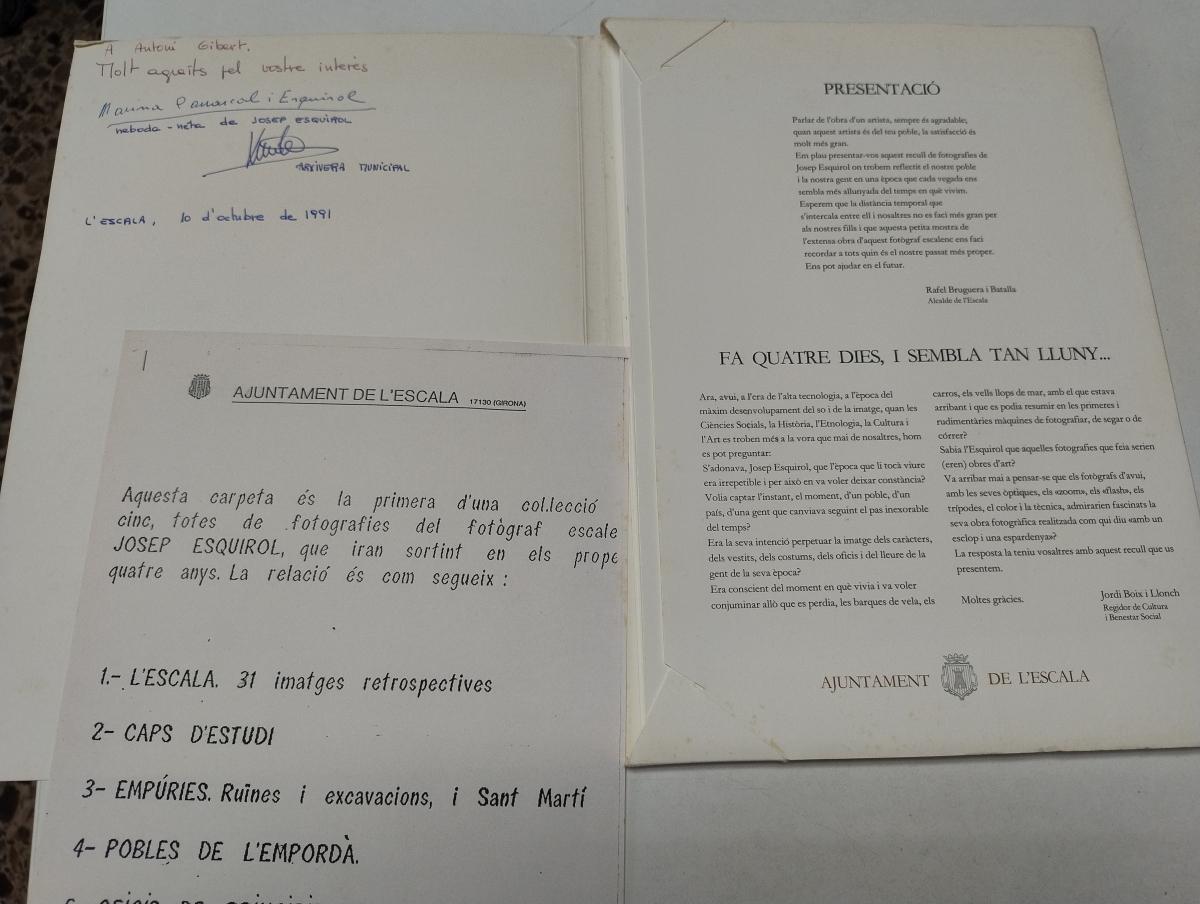 A Antoni Gibert.
Molt agraïts pel vostre interès
Marina i Esquirol
neboda-neta de JOSEP ESQUIROL
ARXIVERA MUNICIPAL
L'ESCALA, 10 d'octubre de 1991
AJUNTAMENT DE L'ESCALA 17130 (GIRONA)
Aquesta carpeta és la primera d'una col.lecció
cinc, totes de fotografies del fotògraf escale
JOSEP ESQUIROL, que iran sortint en els prope
quatre anys. La relació és com segueix :
1.- L'ESCALA. 31 imatges retrospectives
2- CAPS D'ESTUDI
3- EMPÚRIES. Ruïnes i excavacions, i Sant Martí
4- POBLES DE L'EMPORDÀ.
PRESENTACIÓ
Parlar de l'obra d'un artista, sempre és agradable;
quan aquest artista és del teu poble, la satisfacció és
molt més gran.
Em plau presentar-vos aquest recull de fotografies de
Josep Esquirol on trobem reflectit el nostre poble
i la nostra gent en una època que cada vegada ens
sembla més allunyada del temps en què vivim.
Esperem que la distància temporal que
s'intercala entre ell i nosaltres no es faci més gran per
als nostres fills i que aquesta petita mostra de
l'extensa obra d'aquest fotògraf escalenc ens faci
recordar a tots quin és el nostre passat més proper.
Ens pot ajudar en el futur.
Rafel Bruguera i Batalla
Alcalde de l'Escala
FA QUATRE DIES, I SEMBLA TAN LLUNY...
Ara, avui, a l'era de l'alta tecnologia, a l'època del
màxim desenvolupament del so i de la imatge, quan les
Ciències Socials, la Història, l'Etnologia, la Cultura i
l'Art es troben més a la vora que mai de nosaltres, hom
es pot preguntar:
S'adonava, Josep Esquirol, que l'època que li tocà viure
era irrepetible i per això en va voler deixar constància?
Volia captar l'instant, el moment, d'un poble, d'un
país, d'una gent que canviava seguint el pas inexorable
del temps?
Era la seva intenció perpetuar la imatge dels caràcters,
dels vestits, dels costums, dels oficis i del lleure de la
gent de la seva època?
Era conscient del moment en què vivia i va voler
conjuminar allò que es perdia, les barques de vela, els
carros, els vells llops de mar, amb el que estava
arribant i que es podia resumir en les primeres i
rudimentàries màquines de fotografiar, de segar o de
córrer?
Sabia l'Esquirol que aquelles fotografies que feia serien
(eren) obres d'art?
Va arribar mai a pensar-se que els fotògrafs d'avui,
amb les seves òptiques, els «zoom», els «flash», els
trípodes, el color i la tècnica, admirarien fascinats la
seva obra fotogràfica realitzada com qui diu «amb un
esclop i una espardenya»?
La resposta la teniu vosaltres amb aquest recull que us
presentem.
Moltes gràcies.
Jordi Boix i Llonch
Regidor de Cultura
i Benestar Social
AJUNTAMENT DE L'ESCALA